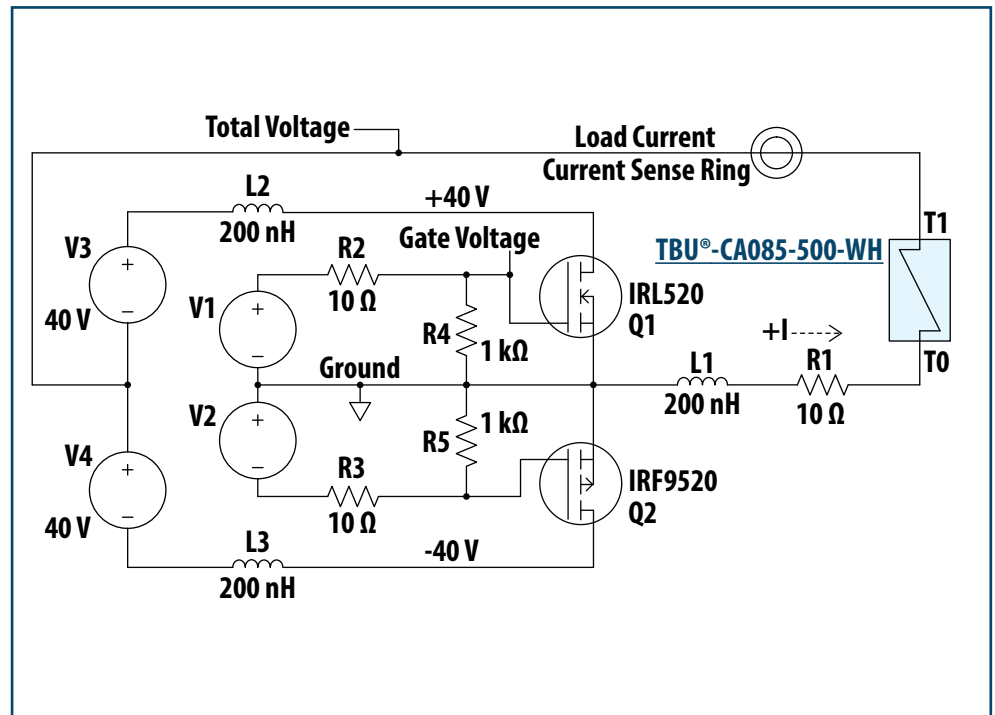 Total Voltage
Load Current
Current Sense Ring
L2
200 nH
+40 V
V3
+
−
40 V
Gate Voltage
R2
10 Ω
V1
+
−
R4
1 kΩ
IRL520
Q1
TBU®-CA085-500-WH
T1
T0
+I
R1
10 Ω
L1
200 nH
Ground
V2
+
−
R5
1 kΩ
R3
10 Ω
V4
+
−
40 V
IRF9520
Q2
L3
200 nH
-40 V